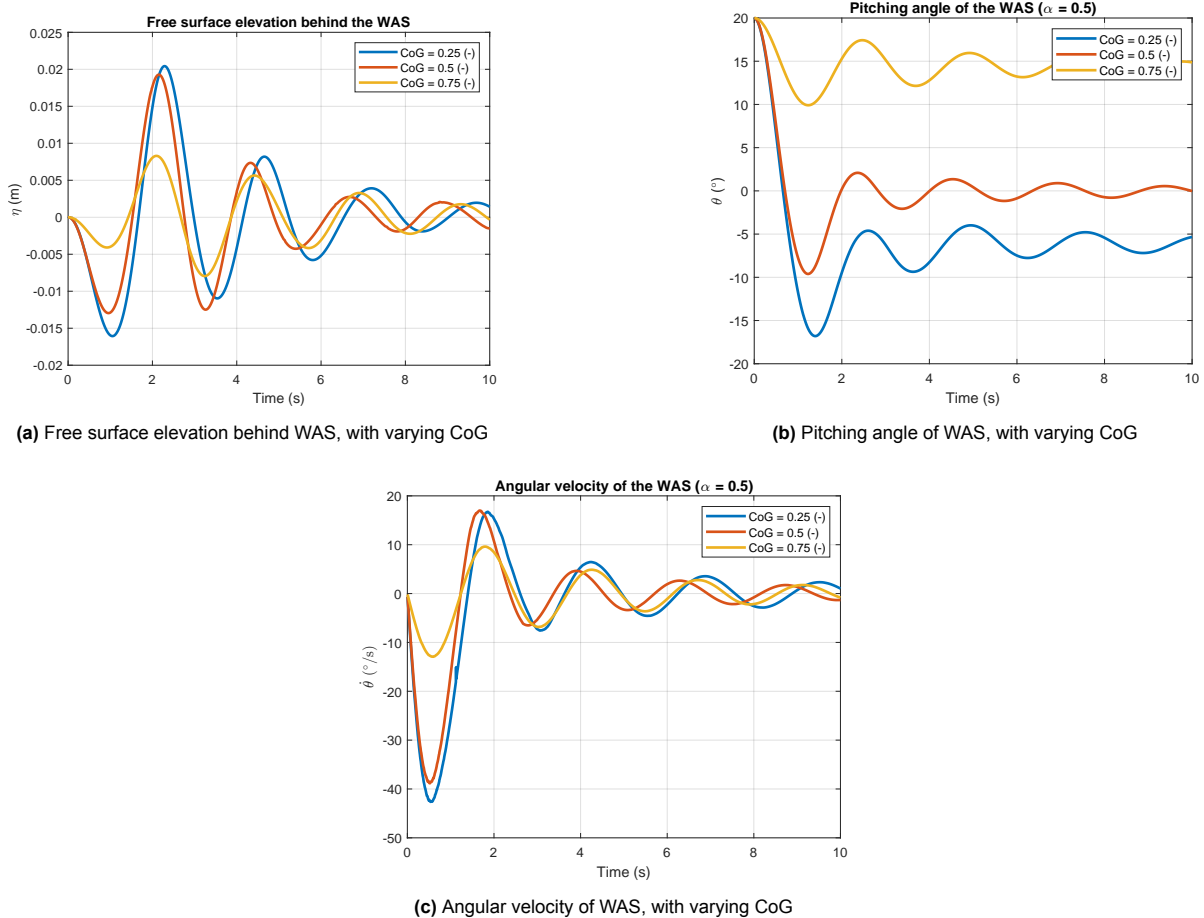 Free surface elevation behind the WAS
0.025
0.02
0.015
0.01
0.005
0
-0.005
-0.01
-0.015
-0.02
η (m)
CoG = 0.25 (-)
CoG = 0.5 (-)
CoG = 0.75 (-)
0 2 4 6 8 10
Time (s)
(a) Free surface elevation behind WAS, with varying CoG
Pitching angle of the WAS (α = 0.5)
20
15
10
5
0
-5
-10
-15
-20
θ (°)
CoG = 0.25 (-)
CoG = 0.5 (-)
CoG = 0.75 (-)
0 2 4 6 8 10
Time (s)
(b) Pitching angle of WAS, with varying CoG
Angular velocity of the WAS (α = 0.5)
20
10
0
-10
-20
-30
-40
-50
θ̇ (°/s)
CoG = 0.25 (-)
CoG = 0.5 (-)
CoG = 0.75 (-)
0 2 4 6 8 10
Time (s)
(c) Angular velocity of WAS, with varying CoG